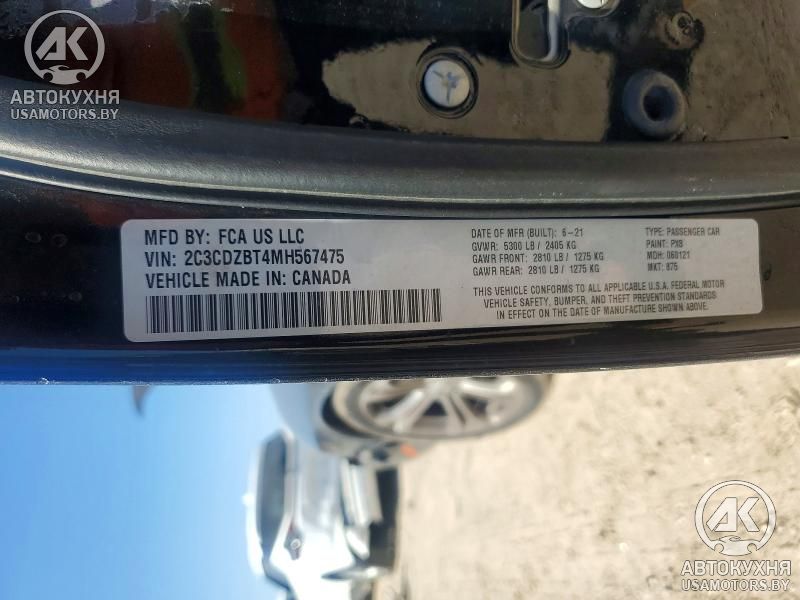 AK
АВТОКУХНЯ
USAMOTORS.BY
MFD BY: FCA US LLC
VIN: 2C3CDZBT4MH567475
VEHICLE MADE IN: CANADA
DATE OF MFR (BUILT): 6-21
GVWR: 5300 LB / 2405 KG
GAWR FRONT: 2810 LB / 1275 KG
GAWR REAR: 2810 LB / 1275 KG
TYPE: PASSENGER CAR
PAINT: PX8
MDH: 060121
MKT: 875
THIS VEHICLE CONFORMS TO ALL APPLICABLE U.S.A. FEDERAL MOTOR
VEHICLE SAFETY, BUMPER, AND THEFT PREVENTION STANDARDS
IN EFFECT ON THE DATE OF MANUFACTURE SHOWN ABOVE.
AK
АВТОКУХНЯ
USAMOTORS.BY